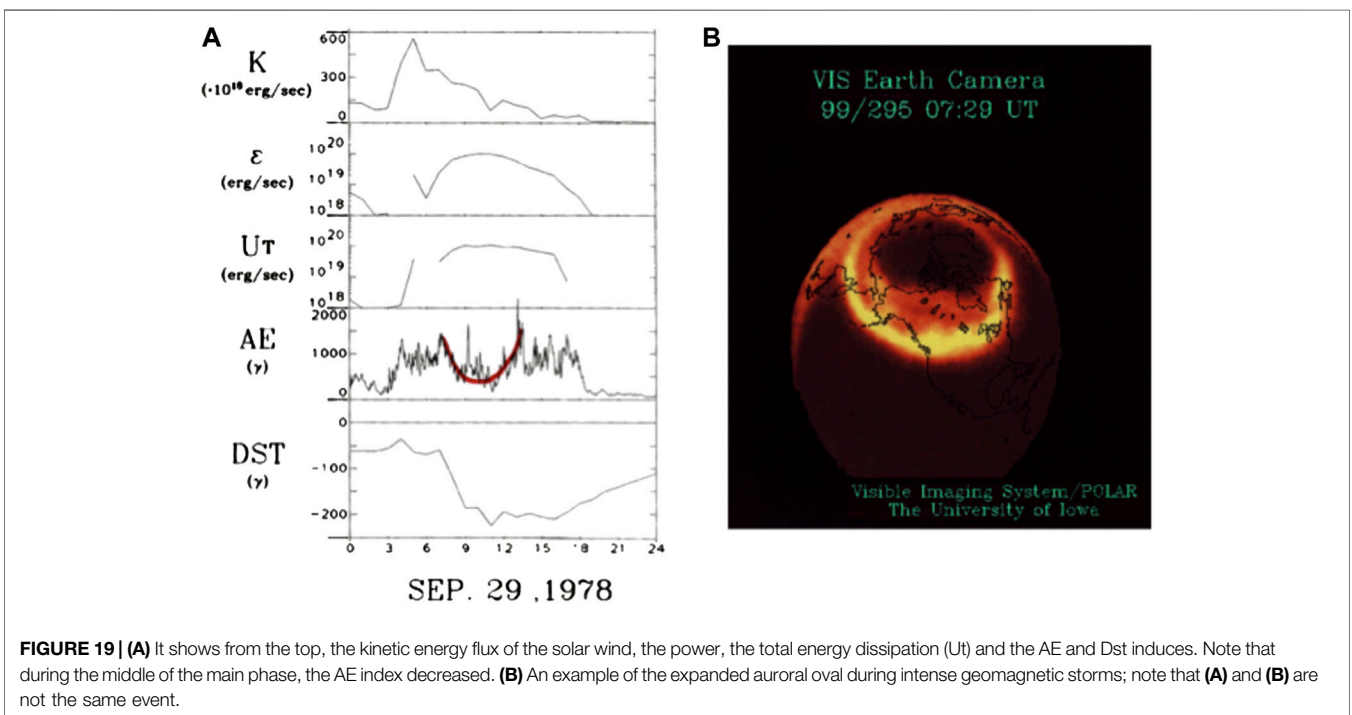 A
K
(·10¹⁸ erg/sec)
600
300
0
ε
(erg/sec)
10²⁰
10¹⁹
10¹⁸
UT
(erg/sec)
10²⁰
10¹⁹
10¹⁸
AE
(γ)
2000
1000
0
DST
(γ)
0
-100
-200
0 3 6 9 12 15 '8 21 24
SEP. 29 ,1978
B
VIS Earth Camera
99/295 07:29 UT
Visible Imaging System/POLAR
The University of Iowa
FIGURE 19 | (A) It shows from the top, the kinetic energy flux of the solar wind, the power, the total energy dissipation (Ut) and the AE and Dst induces. Note that
during the middle of the main phase, the AE index decreased. (B) An example of the expanded auroral oval during intense geomagnetic storms; note that (A) and (B) are
not the same event.